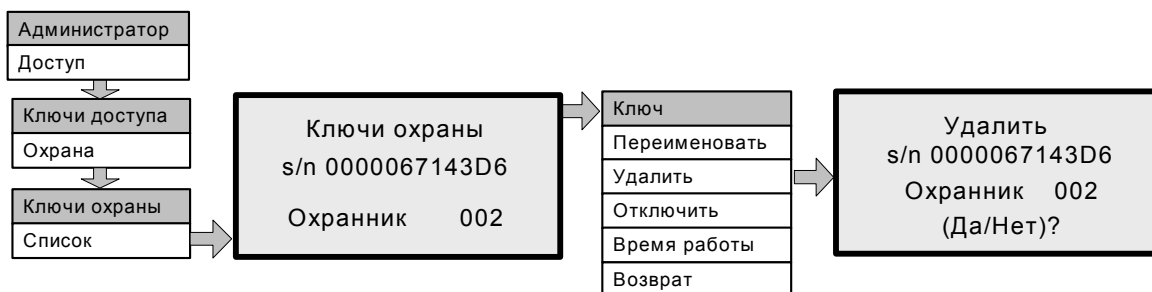 Администратор
Доступ
Ключи доступа
Охрана
Ключи охраны
Список
Ключи охраны
s/n 0000067143D6
Охранник 002
Ключ
Переименовать
Удалить
Отключить
Время работы
Возврат
Удалить
s/n 0000067143D6
Охранник 002
(Да/Нет)?